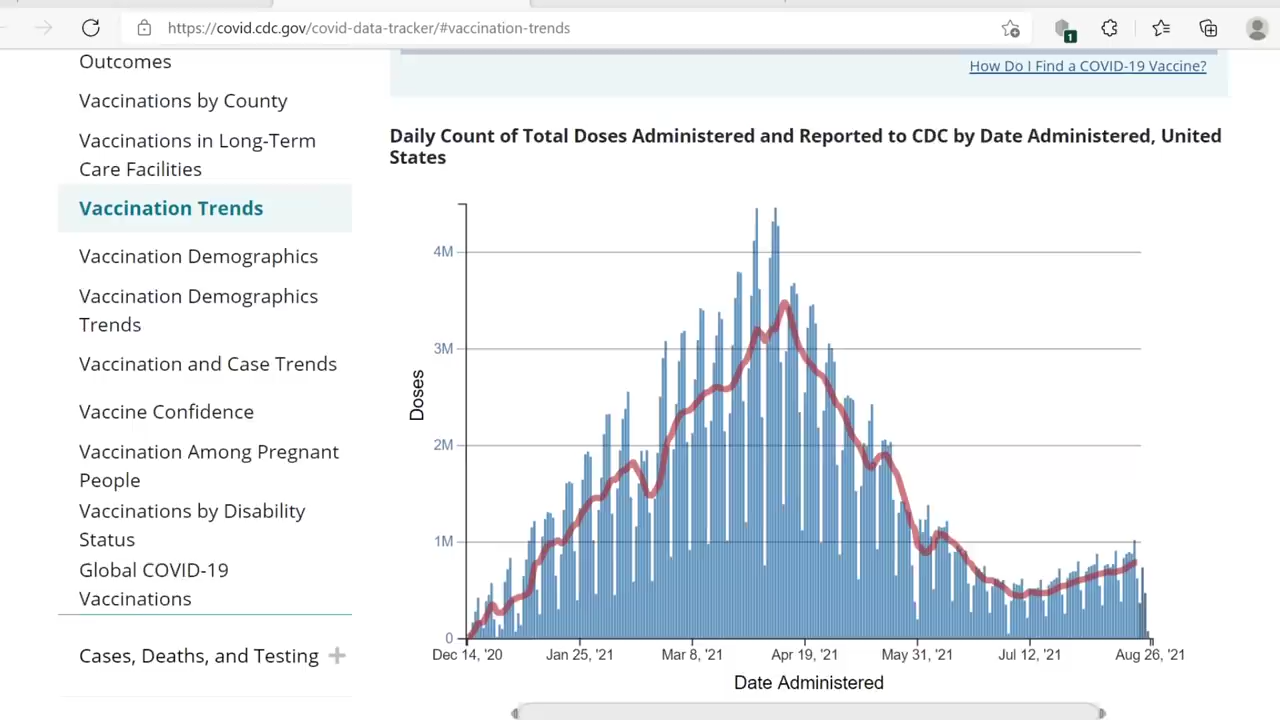 https://covid.cdc.gov/covid-data-tracker/#vaccination-trends
1
Outcomes
Vaccinations by County
Vaccinations in Long-Term
Care Facilities
Vaccination Trends
Vaccination Demographics
Vaccination Demographics
Trends
Vaccination and Case Trends
Vaccine Confidence
Vaccination Among Pregnant
People
Vaccinations by Disability
Status
Global COVID-19
Vaccinations
Cases, Deaths, and Testing
How Do I Find a COVID-19 Vaccine?
Daily Count of Total Doses Administered and Reported to CDC by Date Administered, United
States
4M
3M
2M
1M
0
Doses
Dec 14, '20 Jan 25, '21 Mar 8, '21 Apr 19, '21 May 31, '21 Jul 12, '21 Aug 26, '21
Date Administered